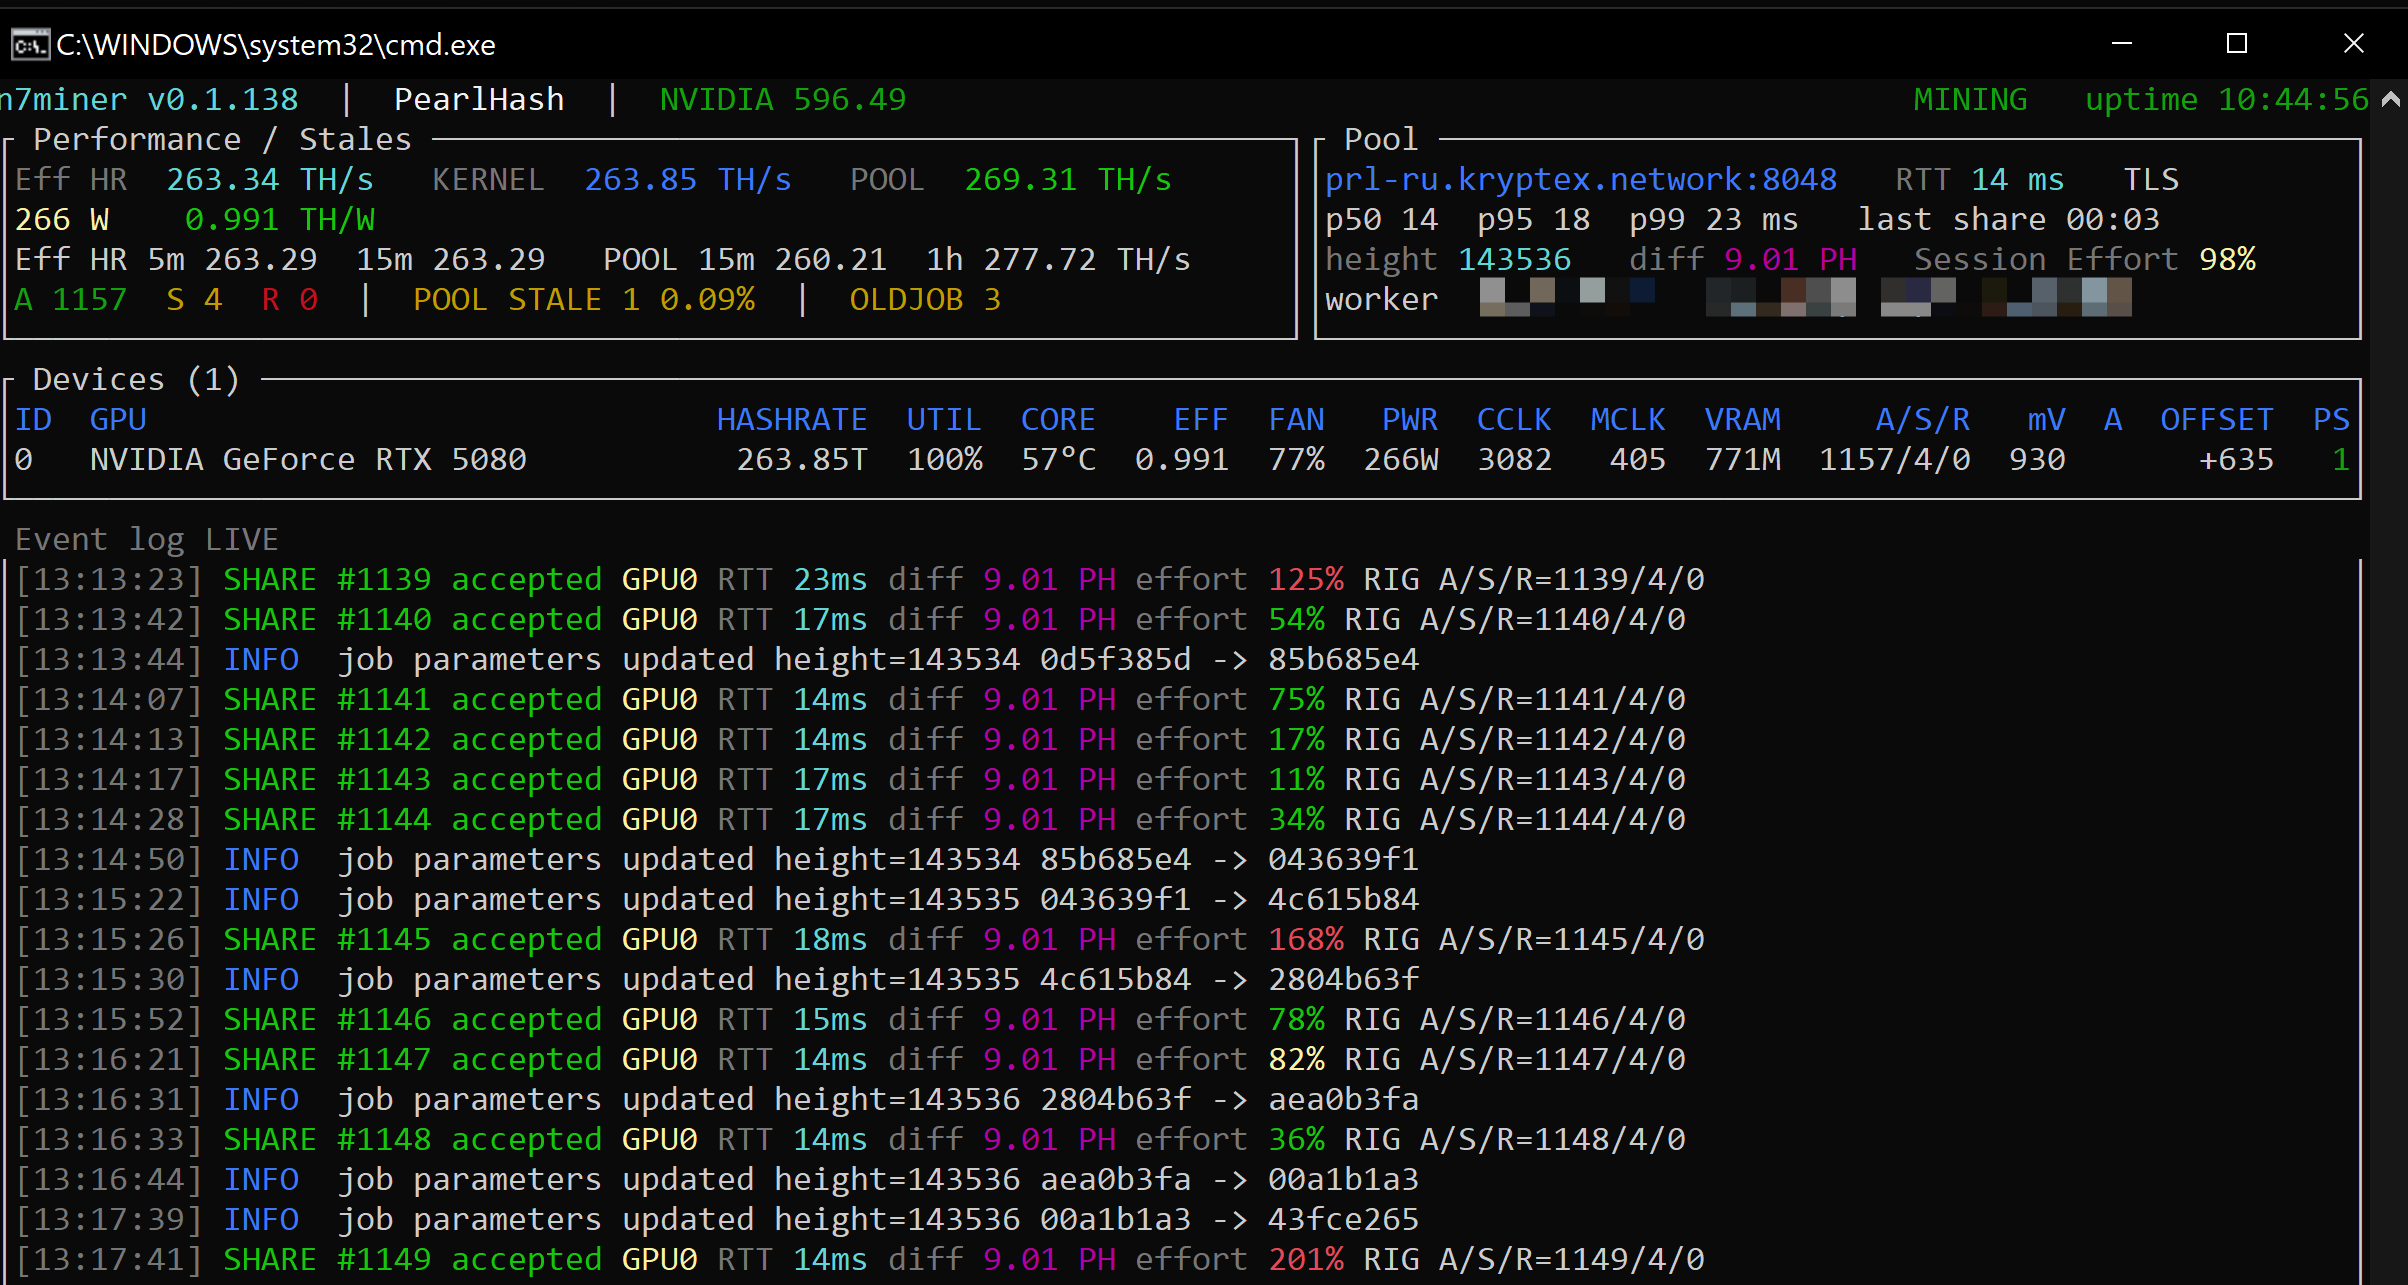 C:\WINDOWS\system32\cmd.exe
n7miner v0.1.138 | PearlHash | NVIDIA 596.49 MINING uptime 10:44:56
Performance / Stales
Eff HR 263.34 TH/s KERNEL 263.85 TH/s POOL 269.31 TH/s
266 W 0.991 TH/W
Eff HR 5m 263.29 15m 263.29 POOL 15m 260.21 1h 277.72 TH/s
A 1157 S 4 R 0 | POOL STALE 1 0.09% | OLDJOB 3
Pool
prl-ru.kryptex.network:8048 RTT 14 ms TLS
p50 14 p95 18 p99 23 ms last share 00:03
height 143536 diff 9.01 PH Session Effort 98%
worker
Devices (1)
ID GPU HASHRATE UTIL CORE EFF FAN PWR CCLK MCLK VRAM A/S/R mV A OFFSET PS
0 NVIDIA GeForce RTX 5080 263.85T 100% 57°C 0.991 77% 266W 3082 405 771M 1157/4/0 930 +635 1
Event log LIVE
[13:13:23] SHARE #1139 accepted GPU0 RTT 23ms diff 9.01 PH effort 125% RIG A/S/R=1139/4/0
[13:13:42] SHARE #1140 accepted GPU0 RTT 17ms diff 9.01 PH effort 54% RIG A/S/R=1140/4/0
[13:13:44] INFO job parameters updated height=143534 0d5f385d -> 85b685e4
[13:14:07] SHARE #1141 accepted GPU0 RTT 14ms diff 9.01 PH effort 75% RIG A/S/R=1141/4/0
[13:14:13] SHARE #1142 accepted GPU0 RTT 14ms diff 9.01 PH effort 17% RIG A/S/R=1142/4/0
[13:14:17] SHARE #1143 accepted GPU0 RTT 17ms diff 9.01 PH effort 11% RIG A/S/R=1143/4/0
[13:14:28] SHARE #1144 accepted GPU0 RTT 17ms diff 9.01 PH effort 34% RIG A/S/R=1144/4/0
[13:14:50] INFO job parameters updated height=143534 85b685e4 -> 043639f1
[13:15:22] INFO job parameters updated height=143535 043639f1 -> 4c615b84
[13:15:26] SHARE #1145 accepted GPU0 RTT 18ms diff 9.01 PH effort 168% RIG A/S/R=1145/4/0
[13:15:30] INFO job parameters updated height=143535 4c615b84 -> 2804b63f
[13:15:52] SHARE #1146 accepted GPU0 RTT 15ms diff 9.01 PH effort 78% RIG A/S/R=1146/4/0
[13:16:21] SHARE #1147 accepted GPU0 RTT 14ms diff 9.01 PH effort 82% RIG A/S/R=1147/4/0
[13:16:31] INFO job parameters updated height=143536 2804b63f -> aea0b3fa
[13:16:33] SHARE #1148 accepted GPU0 RTT 14ms diff 9.01 PH effort 36% RIG A/S/R=1148/4/0
[13:16:44] INFO job parameters updated height=143536 aea0b3fa -> 00a1b1a3
[13:17:39] INFO job parameters updated height=143536 00a1b1a3 -> 43fce265
[13:17:41] SHARE #1149 accepted GPU0 RTT 14ms diff 9.01 PH effort 201% RIG A/S/R=1149/4/0